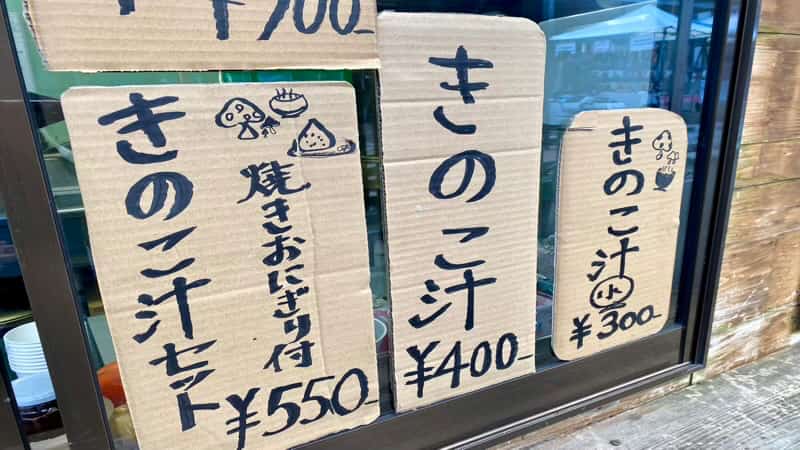 ¥700-
きのこ汁セット
焼きおにぎり付
¥550-
きのこ汁
¥400-
きのこ汁
小
¥300-